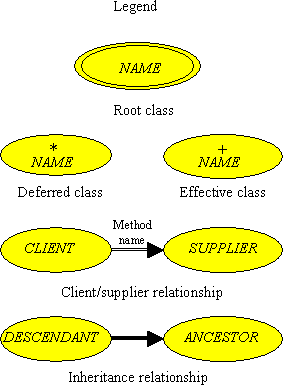 Legend
NAME
Root class
*
NAME
+
NAME
Deferred class
Effective class
Method
name
CLIENT
SUPPLIER
Client/supplier relationship
DESCENDANT
ANCESTOR
Inheritance relationship